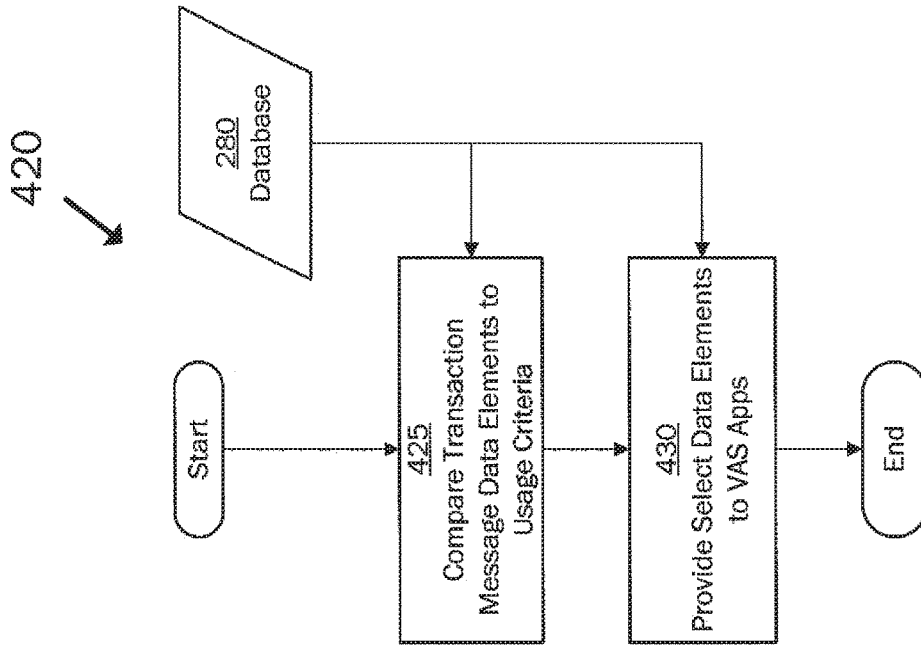 420
Start
280
Database
425
Compare Transaction
Message Data Elements to
Usage Criteria
430
Provide Select Data Elements
to VAS Apps
End